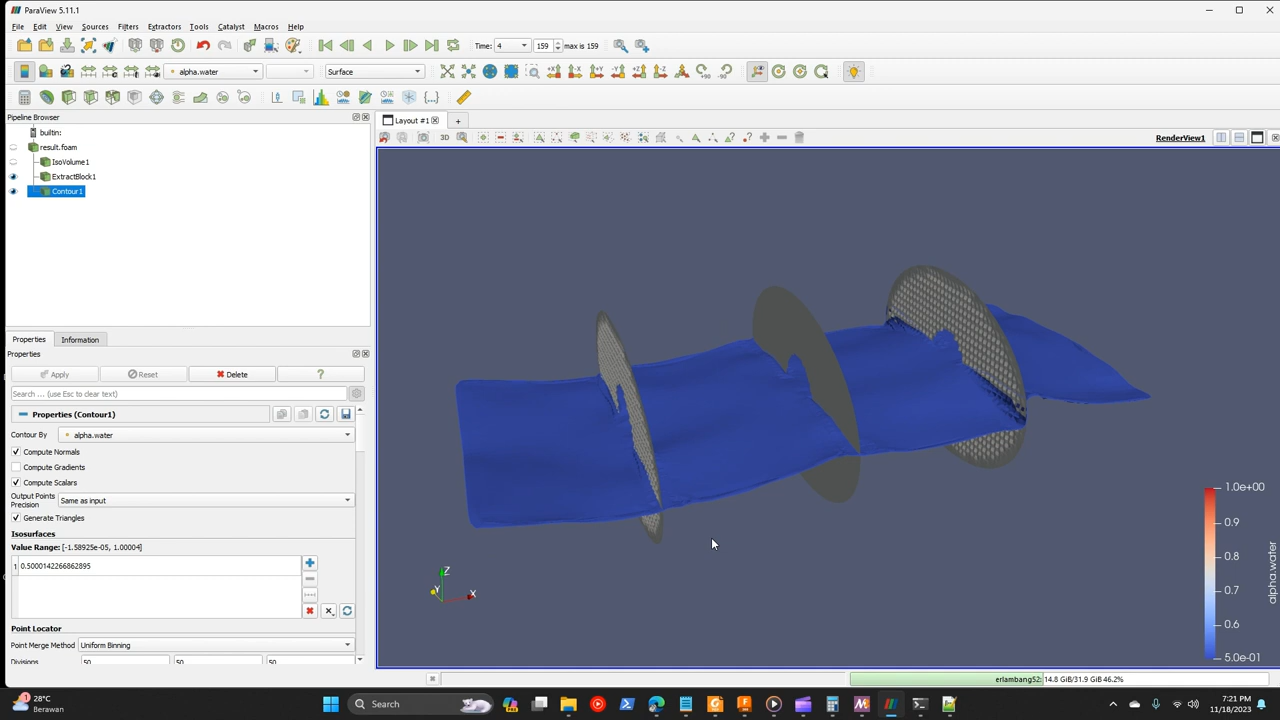 ParaView 5.11.1
File Edit View Sources Filters Extractors Tools Catalyst Macros Help
Time: 4 159 max is 159
alpha.water Surface
Pipeline Browser
Layout #1
builtin:
3D RenderView1
result.foam
IsoVolume1
ExtractBlock1
Contour1
Properties Information
Properties
Apply Reset Delete ?
Search ... (use Esc to clear text)
Properties (Contour1)
Contour By alpha.water
Compute Normals
Compute Gradients
Compute Scalars
Output Points Precision Same as input
Generate Triangles
Isosurfaces
Value Range: [-1.58925e-05, 1.00004]
1 0.5000142266862895
Point Locator
Point Merge Method Uniform Binning
Divisions 50 50 50
Z
Y
X
1.0e+00
0.9
0.8
0.7
0.6
5.0e-01
alpha.water
erlambang52: 14.8 GiB/31.9 GiB 46.2%
28°C
Berawan
Search
7:21 PM
11/18/2023